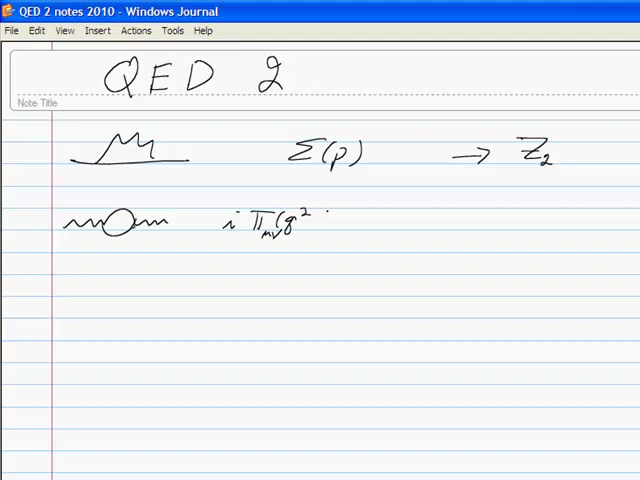 QED 2 notes 2010 - Windows Journal
File Edit View Insert Actions Tools Help
QED 2
Note Title
Σ(p) → Z₂
i Π_μν(q²